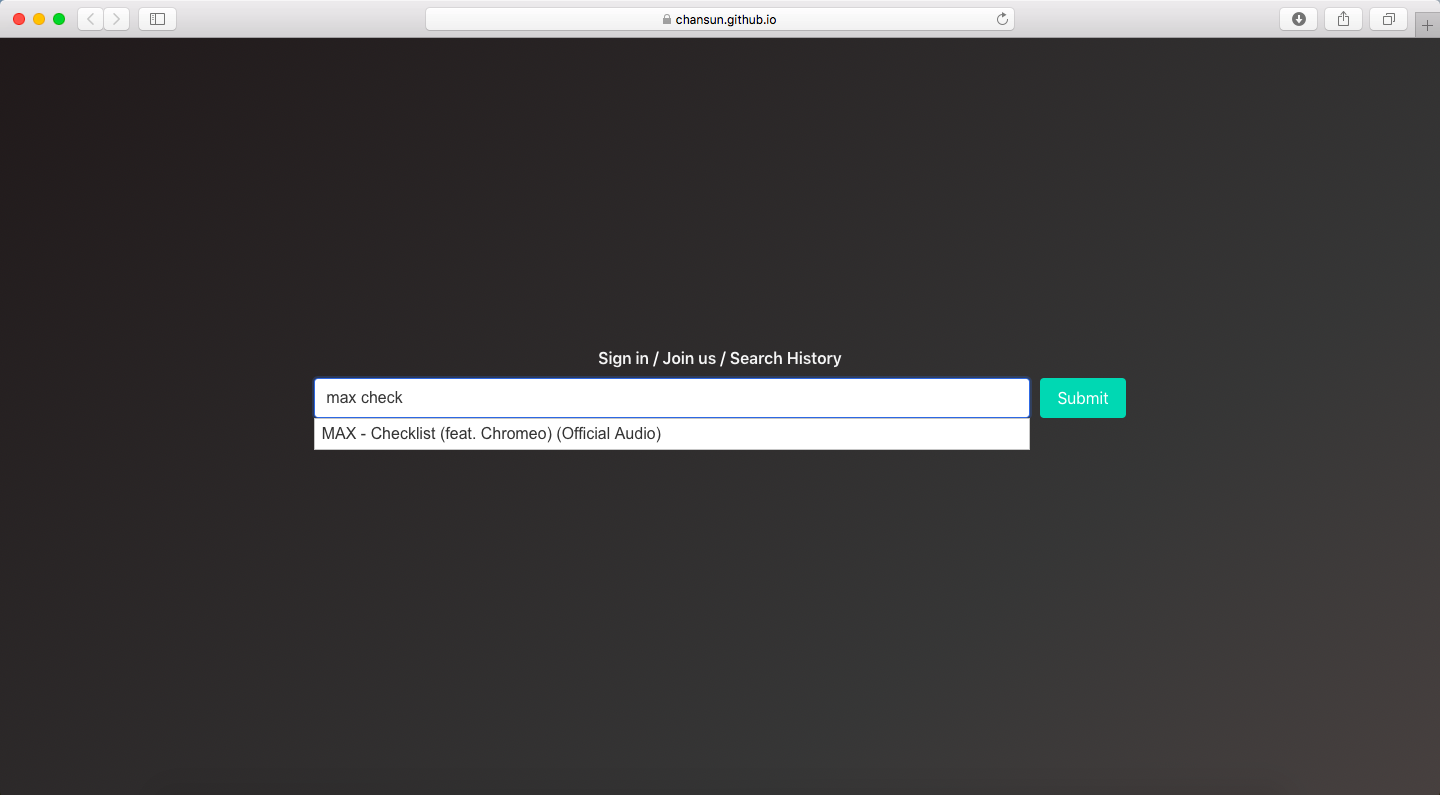 chansun.github.io
Sign in / Join us / Search History
max check
Submit
MAX - Checklist (feat. Chromeo) (Official Audio)